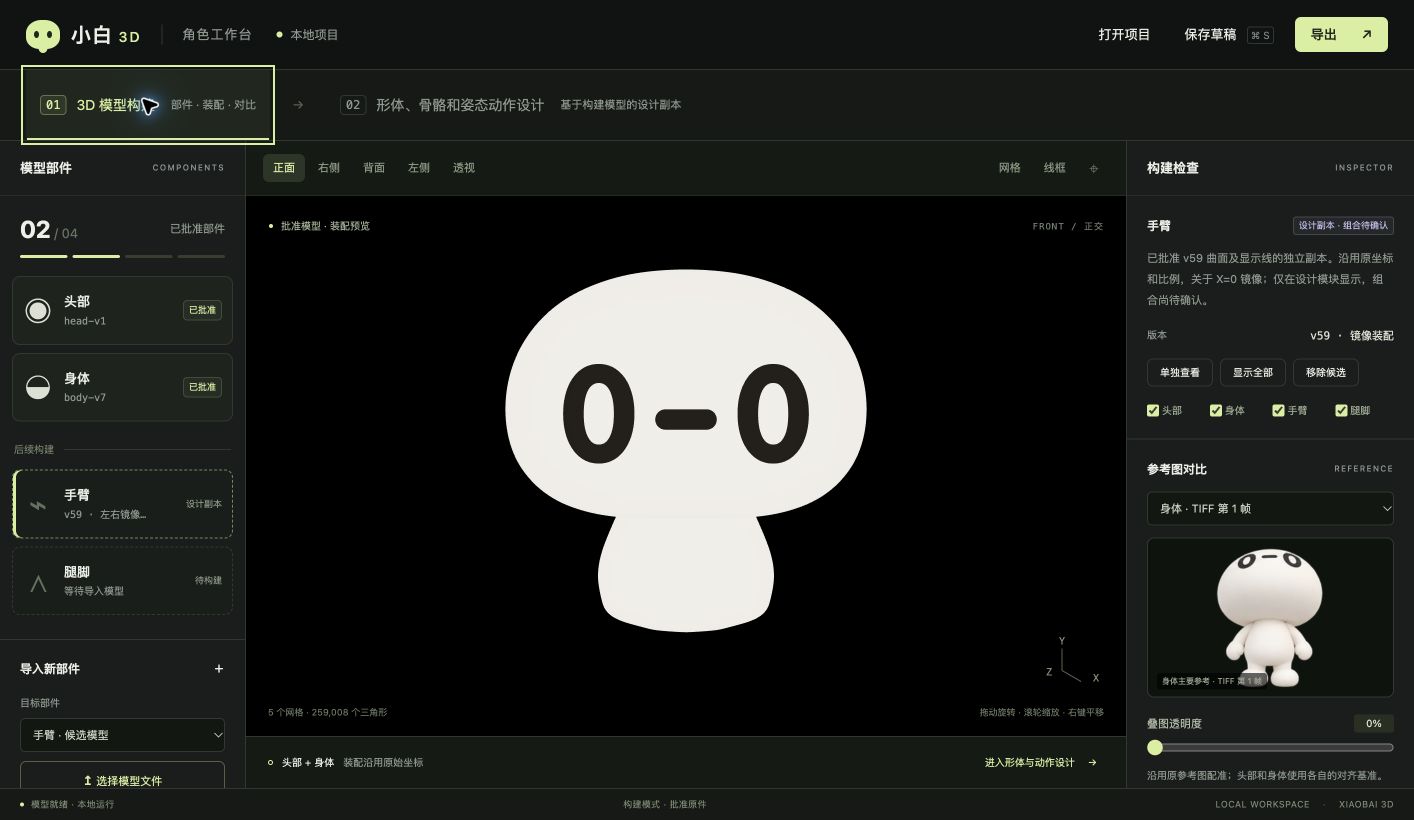 小白 3D
角色工作台
本地项目
打开项目
保存草稿 ⌘ S
导出
01 3D 模型构 部件 · 装配 · 对比
→
02 形体、骨骼和姿态动作设计 基于构建模型的设计副本
模型部件 COMPONENTS
02 / 04 已批准部件
头部
head-v1
已批准
身体
body-v7
已批准
后续构建
手臂
v59 · 左右镜像…
设计副本
腿脚
等待导入模型
待构建
导入新部件 +
目标部件
手臂 · 候选模型
选择模型文件
正面 右侧 背面 左侧 透视
网格 线框
批准模型 · 装配预览
FRONT / 正交
Y
Z X
5 个网格 · 259,008 个三角形
拖动旋转 · 滚轮缩放 · 右键平移
头部 + 身体 装配沿用原始坐标
进入形体与动作设计 →
构建检查 INSPECTOR
手臂 设计副本 · 组合待确认
已批准 v59 曲面及显示线的独立副本。沿用原坐标
和比例，关于 X=0 镜像；仅在设计模块显示，组
合尚待确认。
版本 v59 · 镜像装配
单独查看 显示全部 移除候选
头部 身体 手臂 腿脚
参考图对比 REFERENCE
身体 · TIFF 第 1 帧
身体主要参考 · TIFF 第 1 帧
叠图透明度 0%
沿用原参考图配准；头部和身体使用各自的对齐基准。
模型就绪 · 本地运行
构建模式 · 批准原件
LOCAL WORKSPACE · XIAOBAI 3D